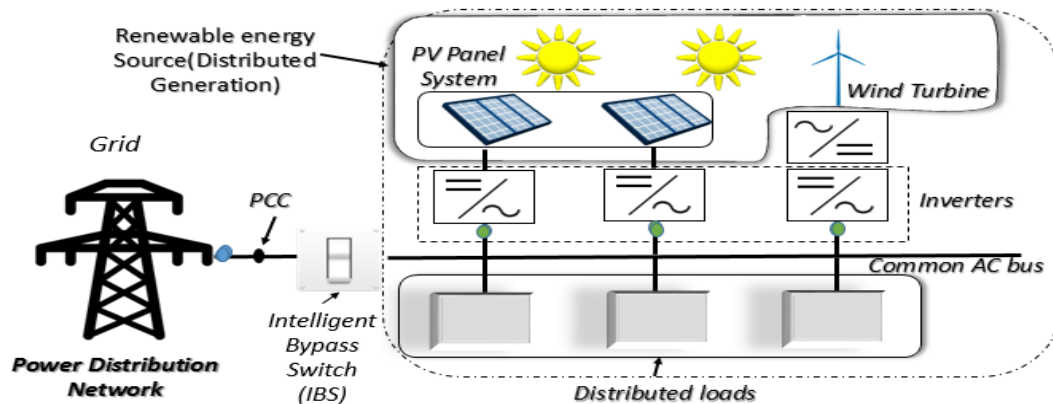 Renewable energy
Source(Distributed
Generation)
PV Panel
System
Wind Turbine
Grid
PCC
Inverters
Common AC bus
Intelligent
Bypass
Switch
(IBS)
Power Distribution
Network
Distributed loads